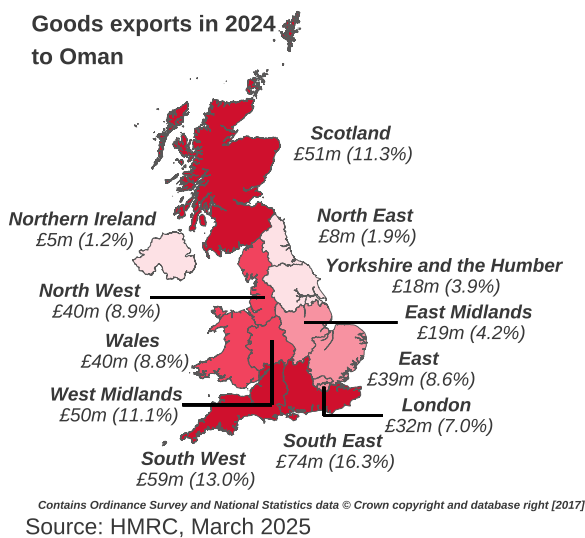 Goods exports in 2024
to Oman
Scotland
£51m (11.3%)
Northern Ireland
£5m (1.2%)
North East
£8m (1.9%)
Yorkshire and the Humber
£18m (3.9%)
North West
£40m (8.9%)
East Midlands
£19m (4.2%)
Wales
£40m (8.8%)
East
£39m (8.6%)
West Midlands
£50m (11.1%)
London
£32m (7.0%)
South East
£74m (16.3%)
South West
£59m (13.0%)
Contains Ordinance Survey and National Statistics data © Crown copyright and database right [2017]
Source: HMRC, March 2025